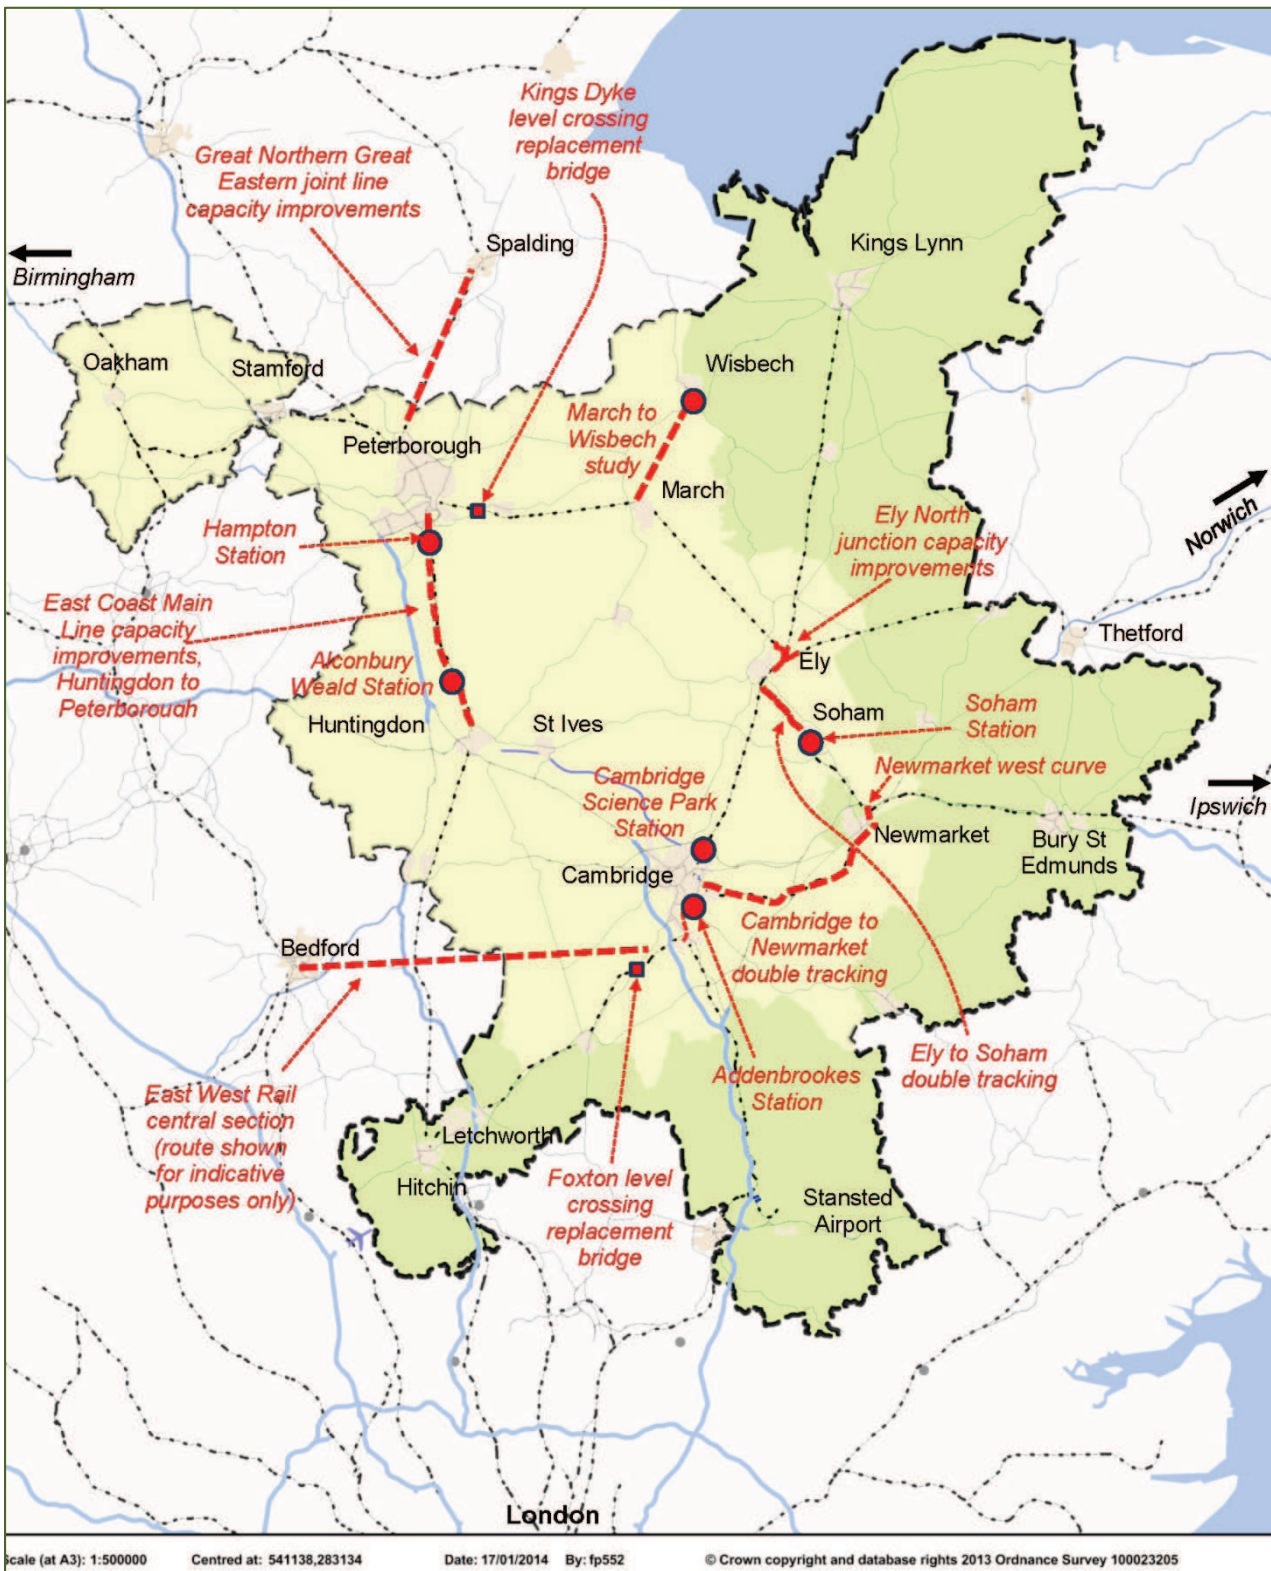 Kings Dyke
level crossing
replacement
bridge
Great Northern Great
Eastern joint line
capacity improvements
Spalding
Kings Lynn
Birmingham
Oakham
Stamford
Wisbech
Peterborough
March to
Wisbech
study
March
Hampton
Station
Ely North
junction capacity
improvements
Norwich
East Coast Main
Line capacity
improvements,
Huntingdon to
Peterborough
Thetford
Alconbury
Weald Station
Ely
Huntingdon
St Ives
Soham
Soham
Station
Cambridge
Science Park
Station
Newmarket west curve
Ipswich
Newmarket
Bury St
Edmunds
Cambridge
Cambridge to
Newmarket
double tracking
Bedford
Ely to Soham
double tracking
Addenbrookes
Station
East West Rail
central section
(route shown
for indicative
purposes only)
Letchworth
Hitchin
Foxton level
crossing
replacement
bridge
Stansted
Airport
London
Scale (at A3): 1:500000 Centred at: 541138,283134 Date: 17/01/2014 By: fp552 © Crown copyright and database rights 2013 Ordnance Survey 100023205